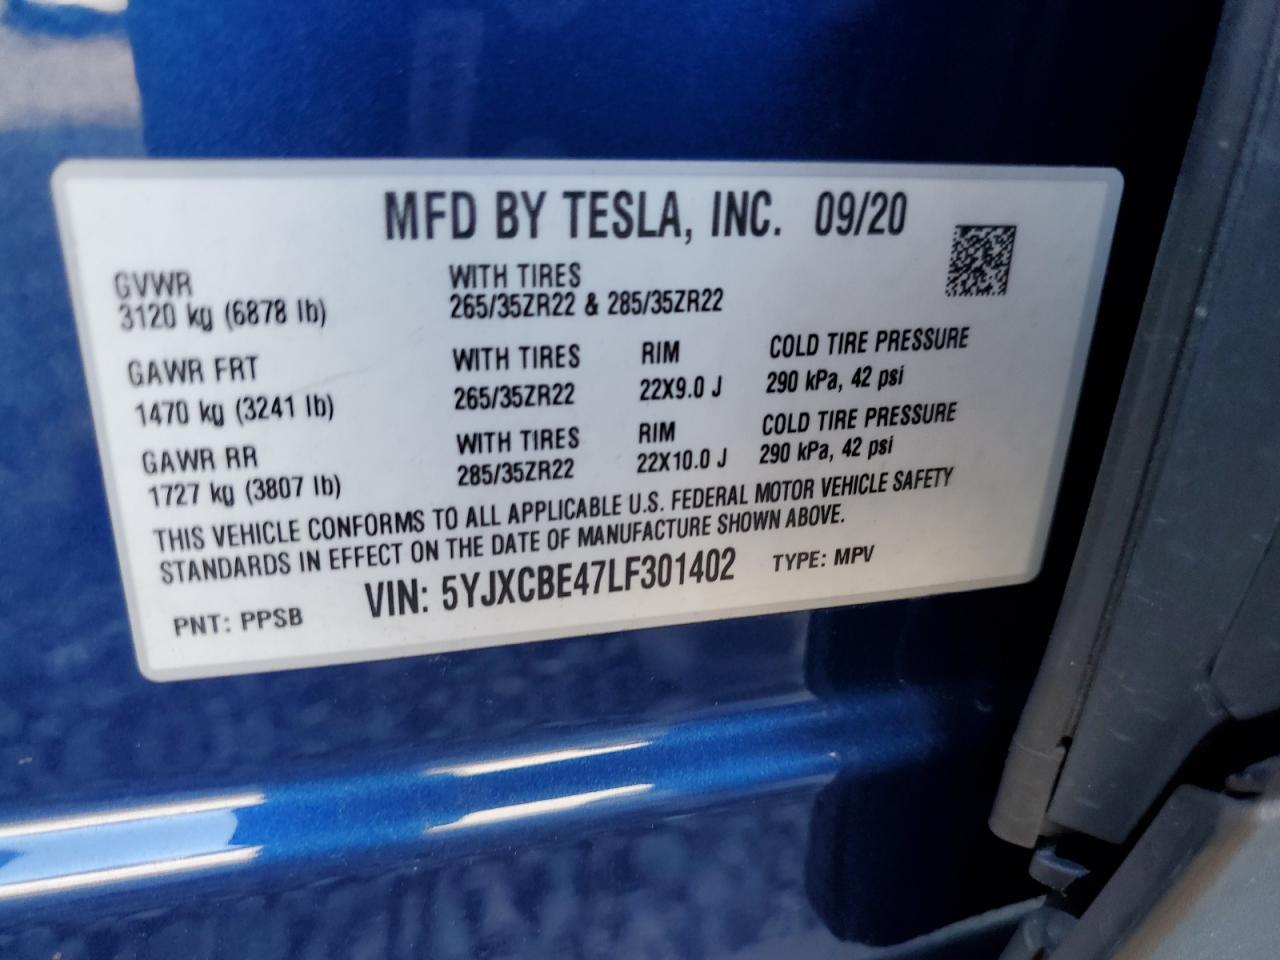 MFD BY TESLA, INC. 09/20
GVWR
3120 kg (6878 lb)
WITH TIRES
265/35ZR22 & 285/35ZR22
GAWR FRT
1470 kg (3241 lb)
WITH TIRES
265/35ZR22
RIM
22X9.0 J
COLD TIRE PRESSURE
290 kPa, 42 psi
GAWR RR
1727 kg (3807 lb)
WITH TIRES
285/35ZR22
RIM
22X10.0 J
COLD TIRE PRESSURE
290 kPa, 42 psi
THIS VEHICLE CONFORMS TO ALL APPLICABLE U.S. FEDERAL MOTOR VEHICLE SAFETY
STANDARDS IN EFFECT ON THE DATE OF MANUFACTURE SHOWN ABOVE.
PNT: PPSB VIN: 5YJXCBE47LF301402 TYPE: MPV